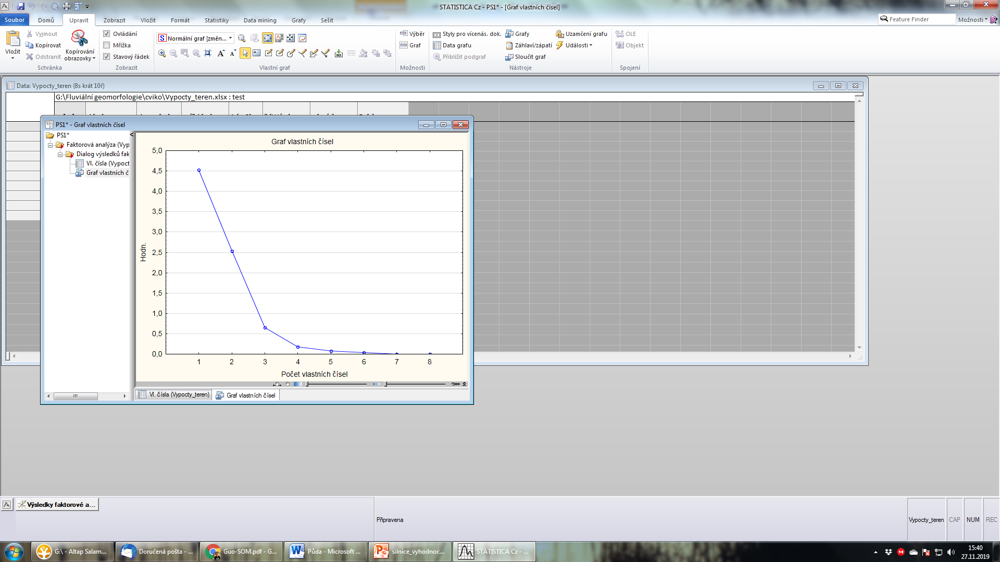 STATISTICA Cz - PS1* - [Graf vlastních čísel]
Soubor Domů Upravit Zobrazit Vložit Formát Statistiky Data mining Grafy Sešit Feature Finder Možnosti
Vložit Vyjmout Kopírovat Odstranit Kopírování obrazovky
Schránka
Ovládání
Mřížka
Stavový řádek
Zobrazit
Normální graf [změn...
Vlastní graf
Výběr
Graf
Možnosti
Styly pro vícenás. dok. Grafy Uzamčení grafu
Data grafu Záhlaví/zápatí Události
Přiblížit podgraf Sloučit graf
Nástroje
OLE OLE
Objekt
Spojení
Data: Vypocty_teren (8s krát 10ř)
G:\Fluviální geomorfologie\cviko\Vypocty_teren.xlsx : test
PS1* - Graf vlastních čísel
PS1*
Faktorová analýza (Vyp
Dialog výsledků fak
Vl. čísla (Vypoct
Graf vlastních č
Graf vlastních čísel
5,0
4,5
4,0
3,5
3,0
2,5
2,0
1,5
1,0
0,5
0,0
Hodn.
1 2 3 4 5 6 7 8
Počet vlastních čísel
Vl. čísla (Vypocty_teren) Graf vlastních čísel
Výsledky faktorové a...
Připravena
Vypocty_teren CAP NUM REC
G:\ - Altap Salam... Doručená pošta - ... Guo-SOM.pdf - G... Půda - Microsoft ... silnice_vyhodnoc... STATISTICA Cz - ...
15:40
27.11.2019